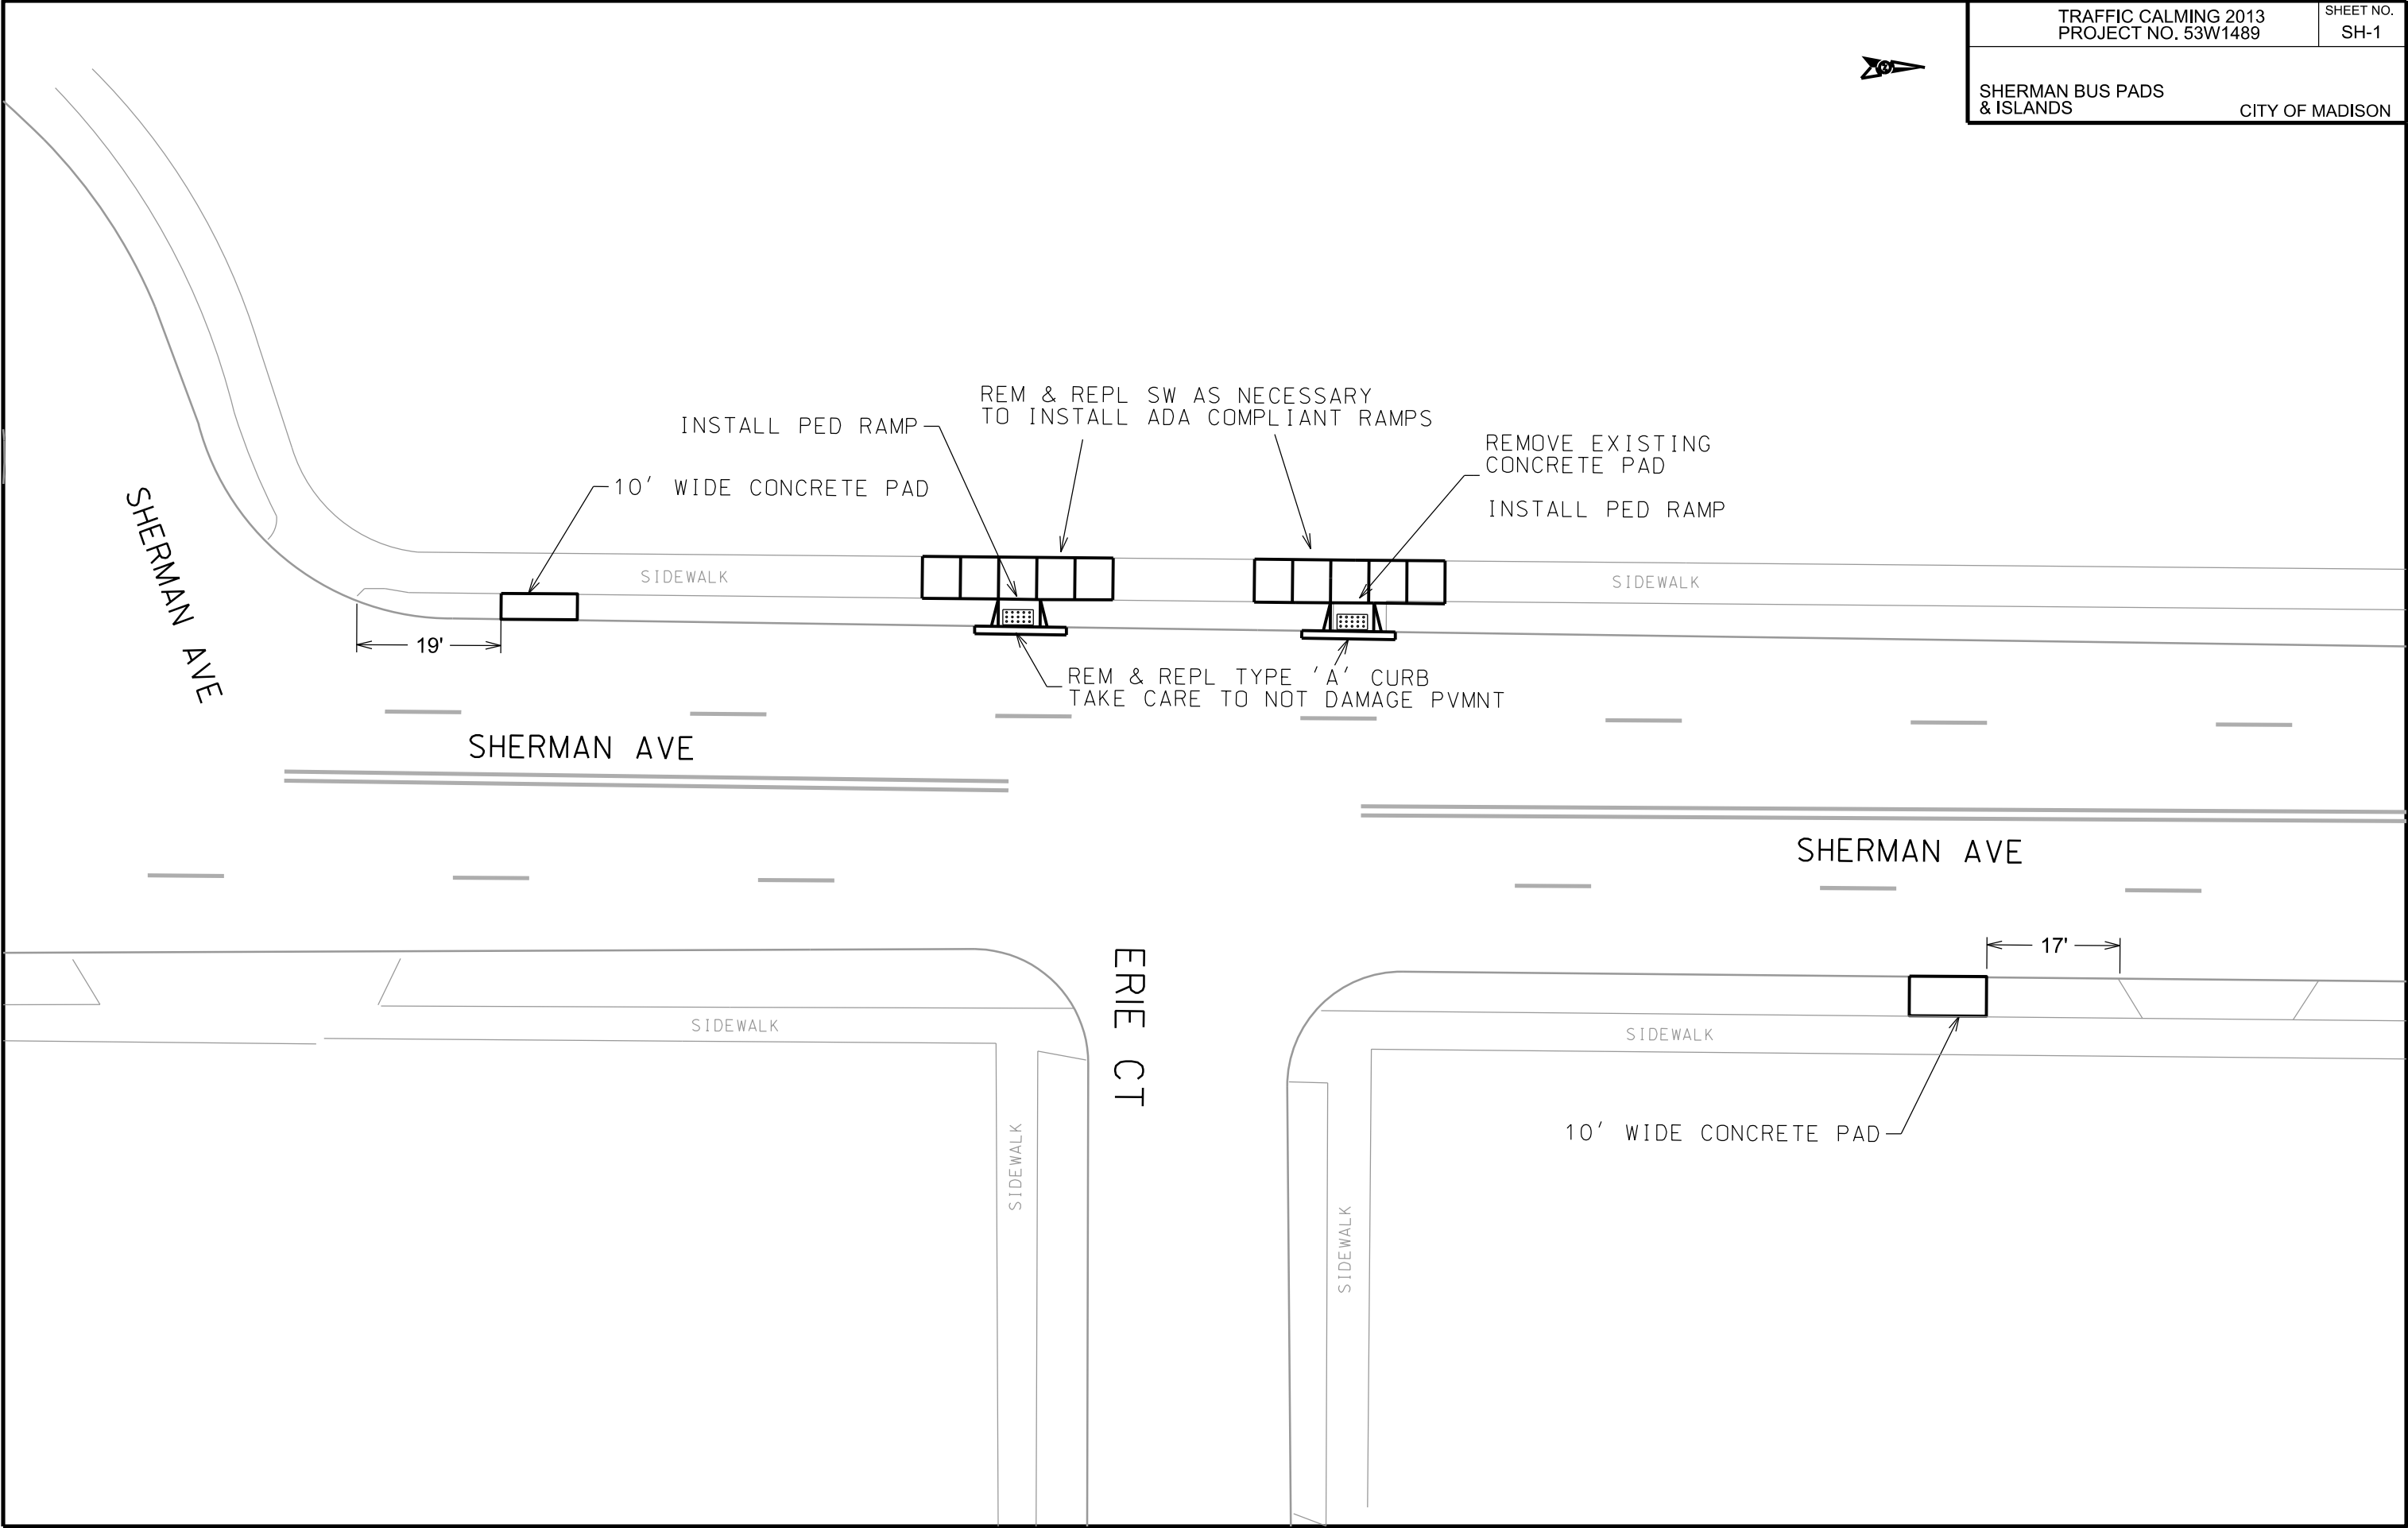 TRAFFIC CALMING 2013
PROJECT NO. 53W1489
SHEET NO.
SH-1
SHERMAN BUS PADS
& ISLANDS
CITY OF MADISON
REM & REPL SW AS NECESSARY
TO INSTALL ADA COMPLIANT RAMPS
INSTALL PED RAMP
REMOVE EXISTING
CONCRETE PAD
INSTALL PED RAMP
10' WIDE CONCRETE PAD
SHERMAN AVE
SIDEWALK
SIDEWALK
19'
REM & REPL TYPE 'A' CURB
TAKE CARE TO NOT DAMAGE PVMNT
SHERMAN AVE
SHERMAN AVE
17'
ERIE CT
SIDEWALK
SIDEWALK
10' WIDE CONCRETE PAD
SIDEWALK
SIDEWALK